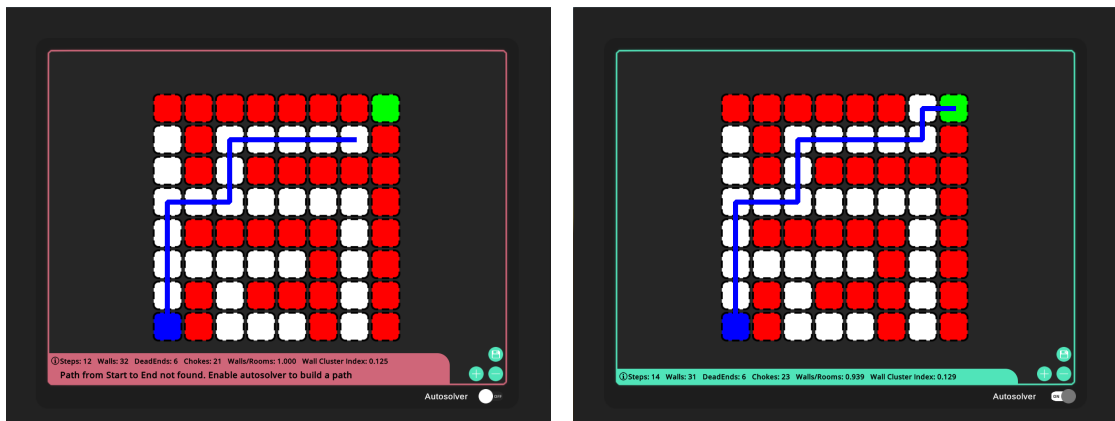 Steps: 12 Walls: 32 DeadEnds: 6 Chokes: 21 Walls/Rooms: 1.000 Wall Cluster Index: 0.125
Path from Start to End not found. Enable autosolver to build a path
Autosolver OFF
Steps: 14 Walls: 31 DeadEnds: 6 Chokes: 23 Walls/Rooms: 0.939 Wall Cluster Index: 0.129
Autosolver ON